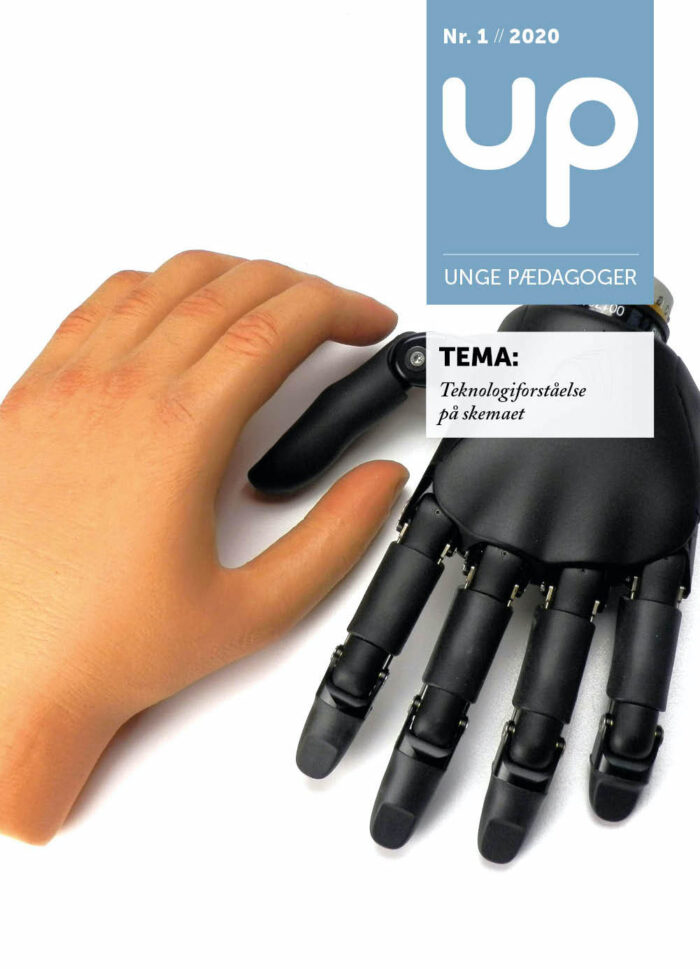 Nr. 1 // 2020
up
UNGE PÆDAGOGER
TEMA:
Teknologiforståelse
på skemaet